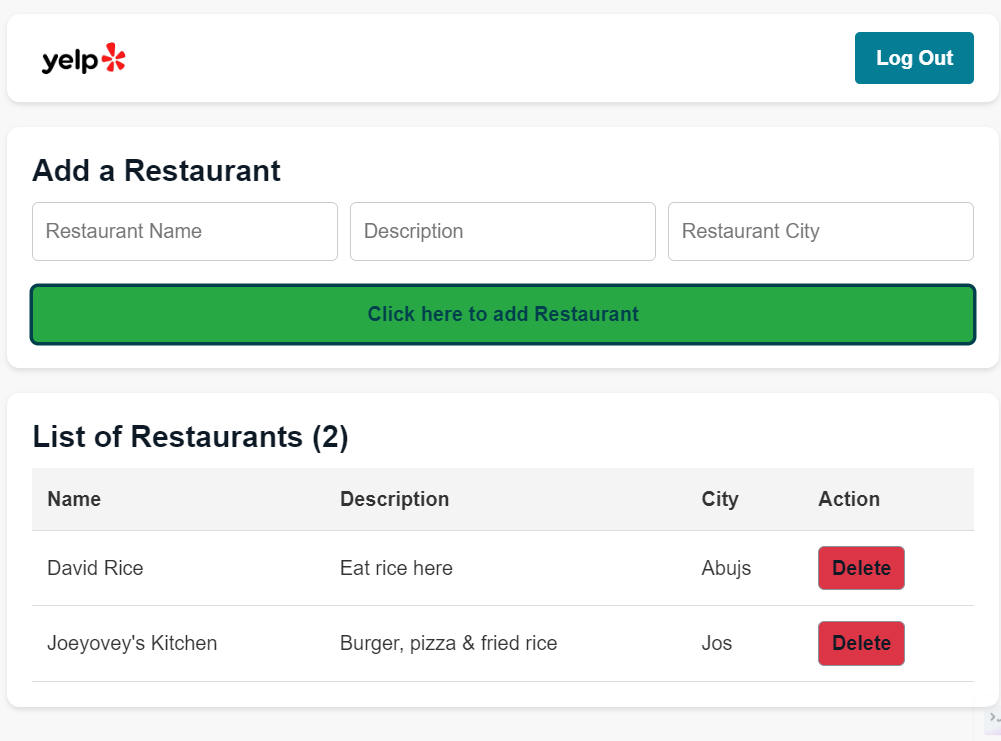 yelp
Log Out
Add a Restaurant
Restaurant Name Description Restaurant City
Click here to add Restaurant
List of Restaurants (2)
Name Description City Action
David Rice Eat rice here Abujs Delete
Joeyovey's Kitchen Burger, pizza & fried rice Jos Delete